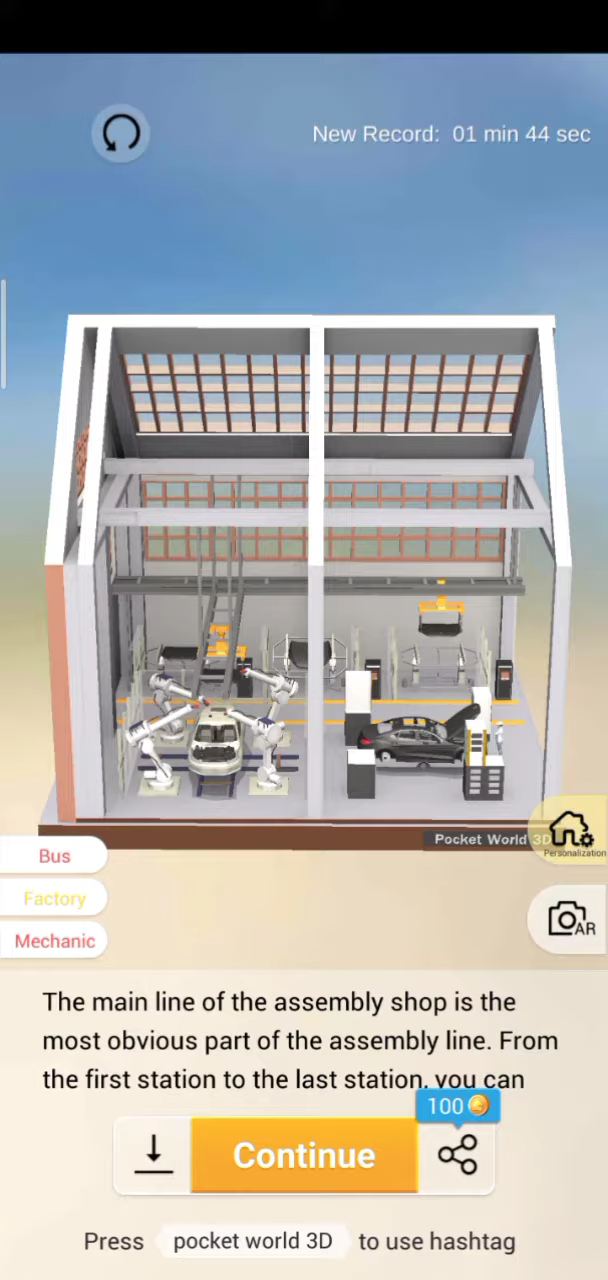 New Record: 01 min 44 sec
Pocket World 3D
Personalization
Bus
Factory
Mechanic
AR
The main line of the assembly shop is the
most obvious part of the assembly line. From
the first station to the last station, you can
100
Continue
Press pocket world 3D to use hashtag